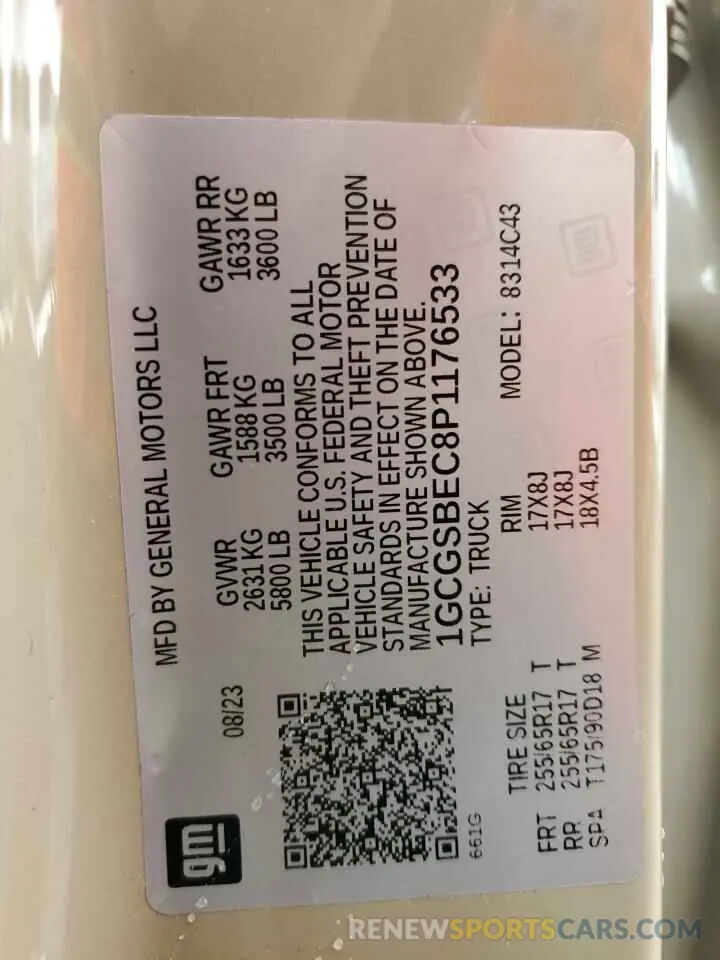 gm
08/23
MFD BY GENERAL MOTORS LLC
GVWR GAWR FRT GAWR RR
2631 KG 1588 KG 1633 KG
5800 LB 3500 LB 3600 LB
THIS VEHICLE CONFORMS TO ALL
APPLICABLE U.S. FEDERAL MOTOR
VEHICLE SAFETY AND THEFT PREVENTION
STANDARDS IN EFFECT ON THE DATE OF
MANUFACTURE SHOWN ABOVE.
1GCGSBEC8P1176533
TYPE: TRUCK
661G
TIRE SIZE RIM MODEL: 8314C43
FRT 255/65R17 T 17X8J
RR 255/65R17 T 17X8J
SPA T175/90D18 M 18X4.5B
RENEWSPORTSCARS.COM